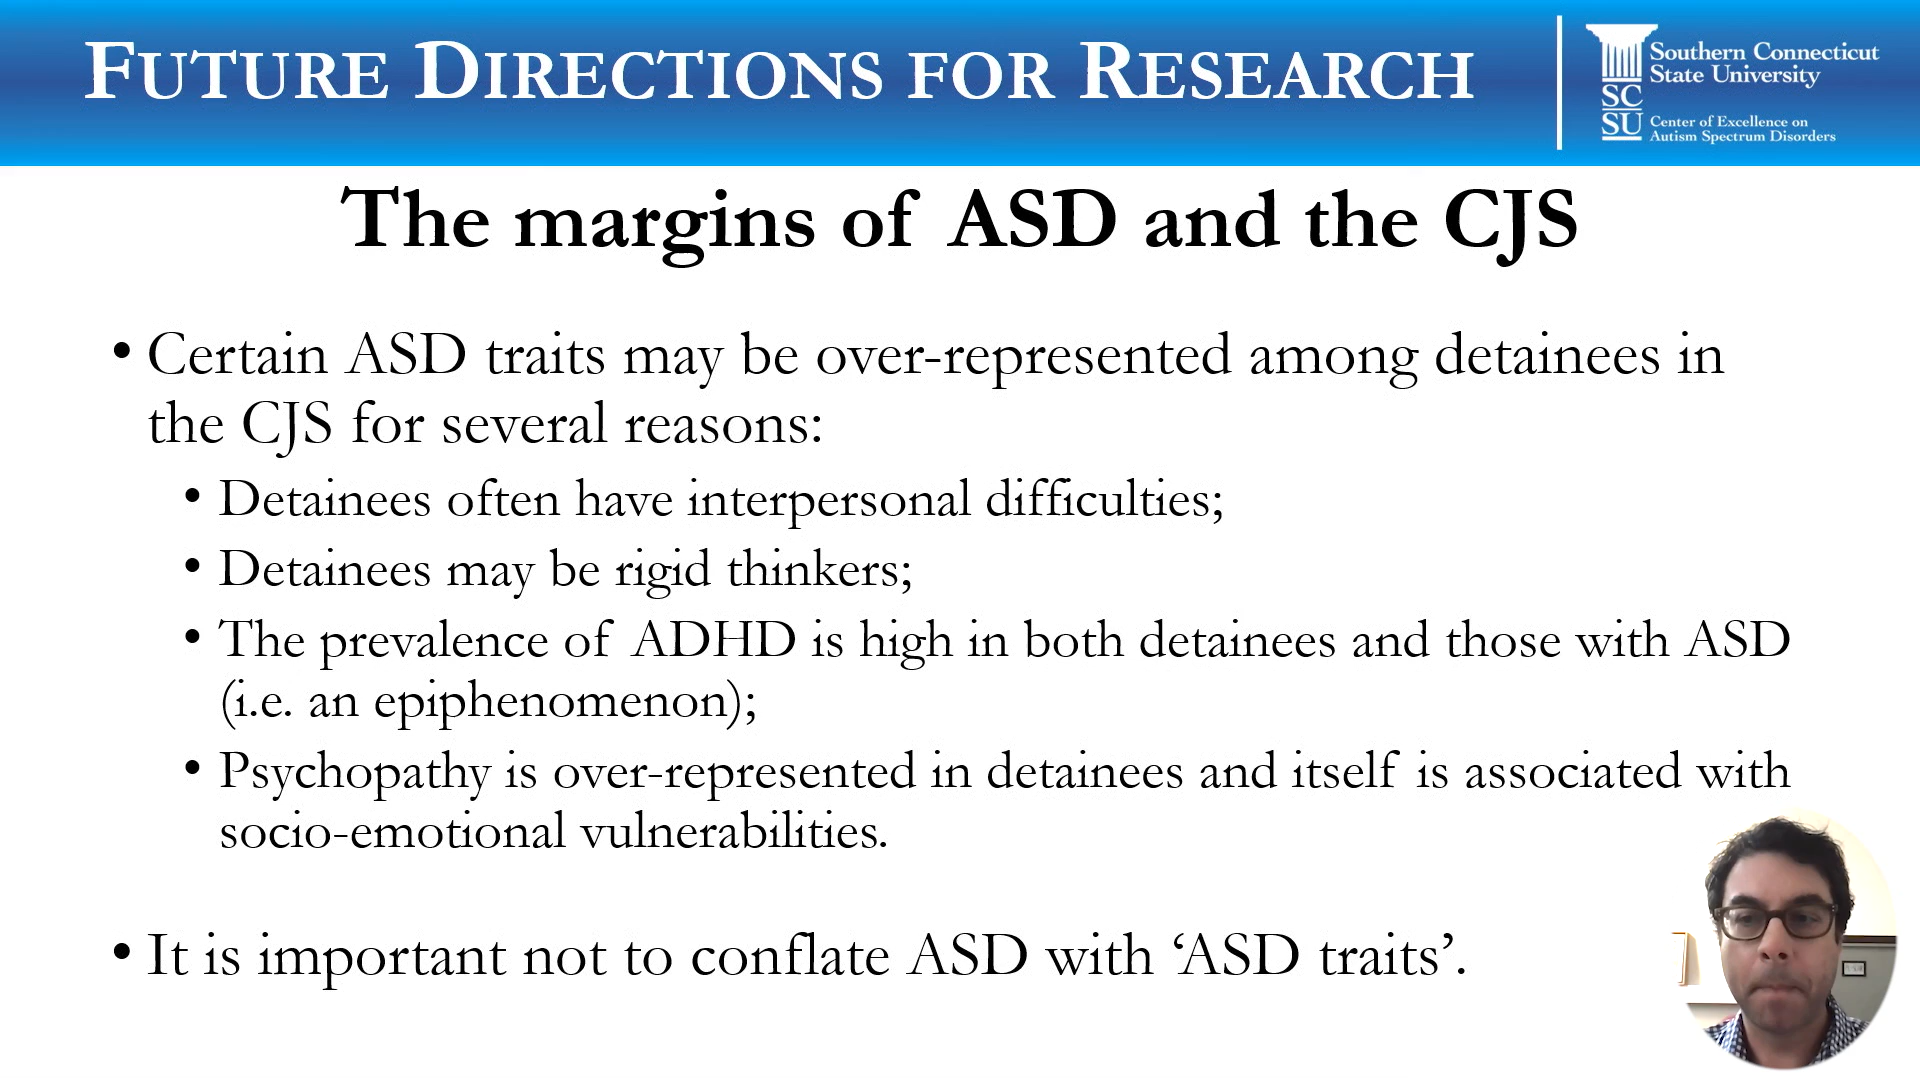 FUTURE DIRECTIONS FOR RESEARCH
Southern Connecticut
State University
SC
SU
Center of Excellence on
Autism Spectrum Disorders
The margins of ASD and the CJS
• Certain ASD traits may be over-represented among detainees in
the CJS for several reasons:
• Detainees often have interpersonal difficulties;
• Detainees may be rigid thinkers;
• The prevalence of ADHD is high in both detainees and those with ASD
(i.e. an epiphenomenon);
• Psychopathy is over-represented in detainees and itself is associated with
socio-emotional vulnerabilities.
• It is important not to conflate ASD with ‘ASD traits’.